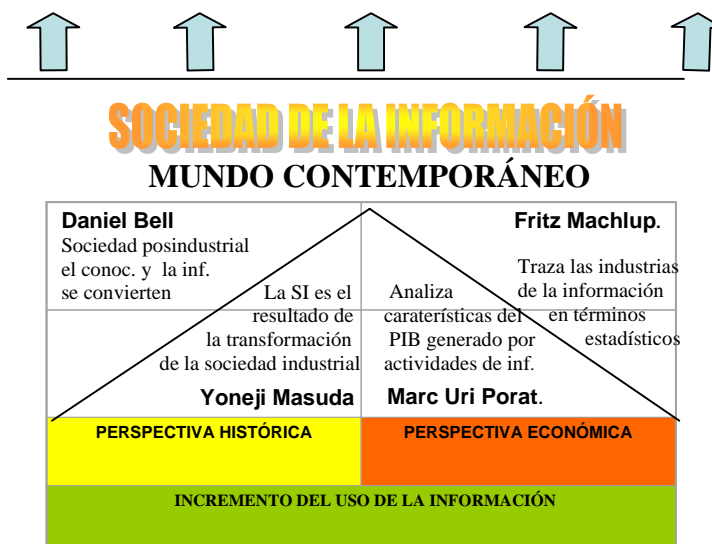 SOCIEDAD DE LA INFORMACIÓN
MUNDO CONTEMPORÁNEO
Daniel Bell
Sociedad posindustrial
el conoc. y la inf.
se convierten
La SI es el
resultado de
la transformación
de la sociedad industrial
Yoneji Masuda
Fritz Machlup.
Traza las industrias
de la información
en términos
estadísticos
Analiza
caraterísticas del
PIB generado por
actividades de inf.
Marc Uri Porat.
PERSPECTIVA HISTÓRICA
PERSPECTIVA ECONÓMICA
INCREMENTO DEL USO DE LA INFORMACIÓN